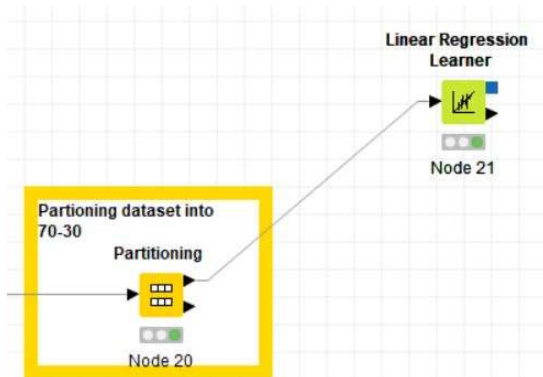 Linear Regression
Learner
Node 21
Partioning dataset into
70-30
Partitioning
Node 20